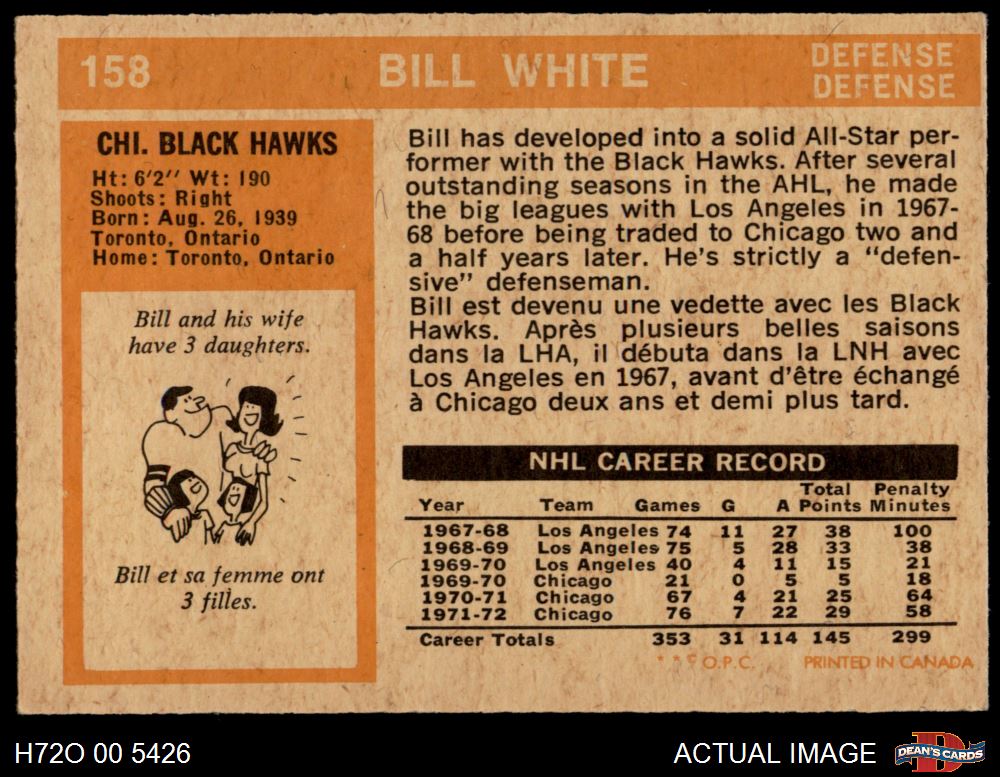 158 BILL WHITE DEFENSE
DEFENSE
CHI. BLACK HAWKS
Ht: 6'2'' Wt: 190
Shoots: Right
Born: Aug. 26, 1939
Toronto, Ontario
Home: Toronto, Ontario
Bill and his wife
have 3 daughters.
Bill et sa femme ont
3 filles.
Bill has developed into a solid All-Star per-
former with the Black Hawks. After several
outstanding seasons in the AHL, he made
the big leagues with Los Angeles in 1967-
68 before being traded to Chicago two and
a half years later. He's strictly a "defen-
sive" defenseman.
Bill est devenu une vedette avec les Black
Hawks. Après plusieurs belles saisons
dans la LHA, il débuta dans la LNH avec
Los Angeles en 1967, avant d'être échangé
à Chicago deux ans et demi plus tard.
NHL CAREER RECORD
Total Penalty
Year Team Games G A Points Minutes
1967-68 Los Angeles 74 11 27 38 100
1968-69 Los Angeles 75 5 28 33 38
1969-70 Los Angeles 40 4 11 15 21
1969-70 Chicago 21 0 5 5 18
1970-71 Chicago 67 4 21 25 64
1971-72 Chicago 76 7 22 29 58
Career Totals 353 31 114 145 299
* * © O.P.C. PRINTED IN CANADA
H72O 00 5426 ACTUAL IMAGE DEAN'S CARDS